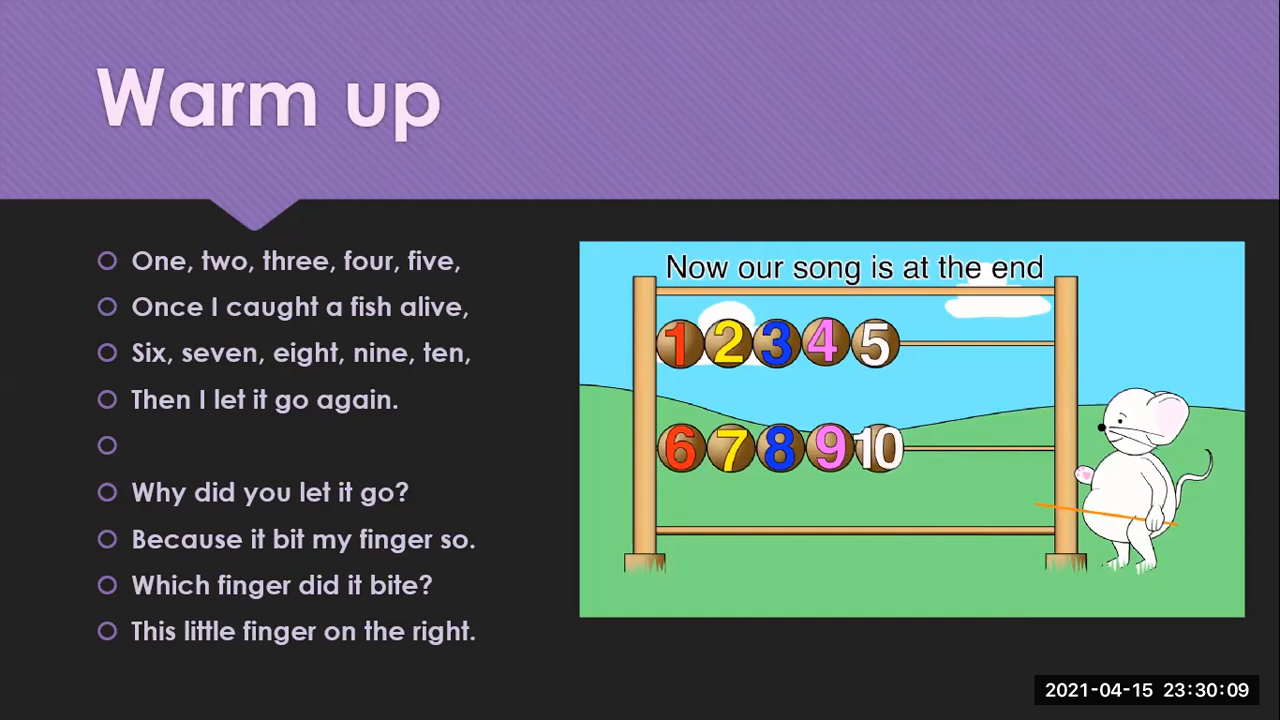 Warm up
One, two, three, four, five,
Once I caught a fish alive,
Six, seven, eight, nine, ten,
Then I let it go again.
Why did you let it go?
Because it bit my finger so.
Which finger did it bite?
This little finger on the right.
Now our song is at the end
1 2 3 4 5
6 7 8 9 10
2021-04-15 23:30:09